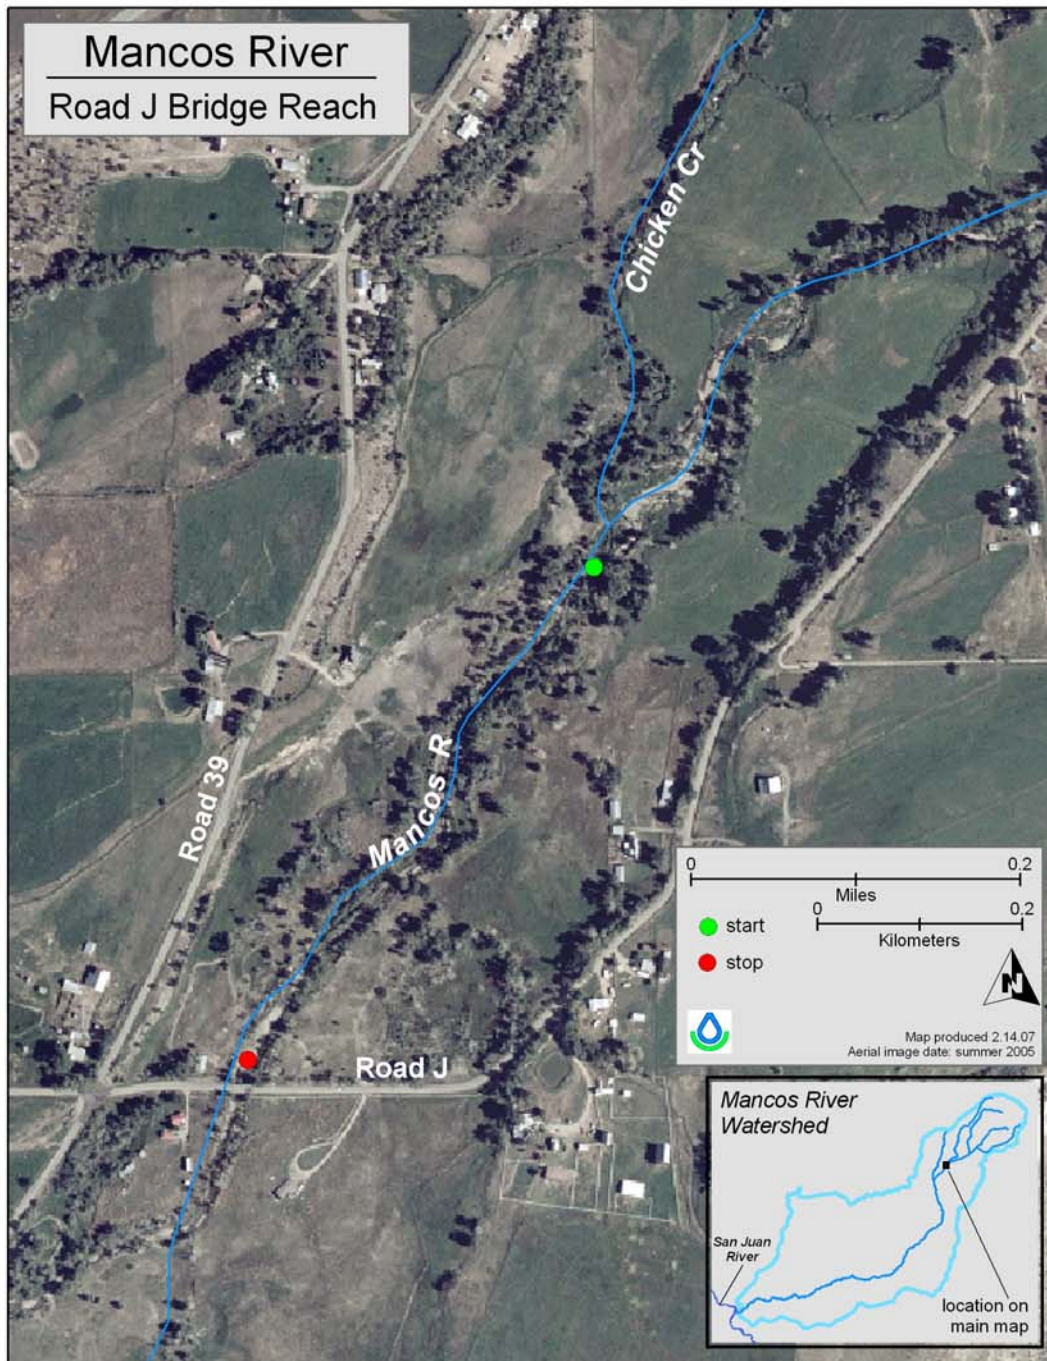 Mancos River
Road J Bridge Reach
Chicken Cr
Road 39
Mancos R
Road J
0 0.2
Miles
0 0.2
Kilometers
start
stop
N
Map produced 2.14.07
Aerial image date: summer 2005
Mancos River
Watershed
San Juan
River
location on
main map